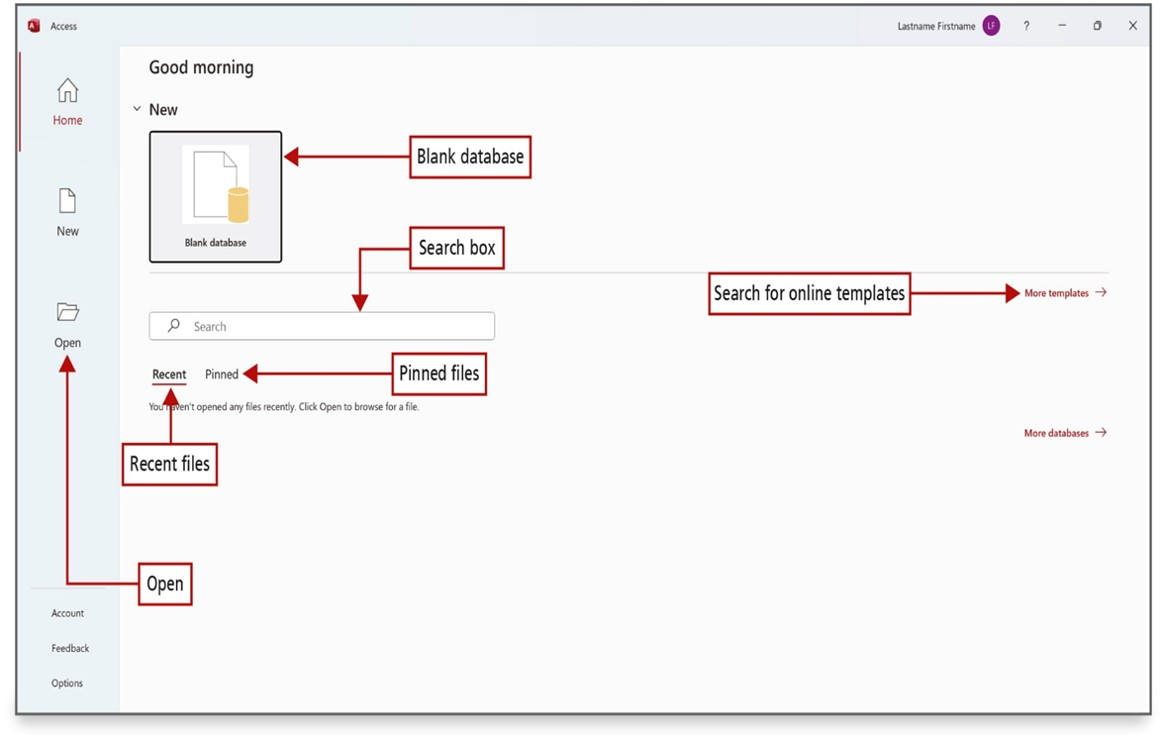 Access
Lastname Firstname LF ?
Good morning
Home
New
Blank database
Blank database
New
Search box
Search for online templates
More templates →
Search
Open
Recent Pinned
Pinned files
You haven't opened any files recently. Click Open to browse for a file.
More databases →
Recent files
Open
Account
Feedback
Options